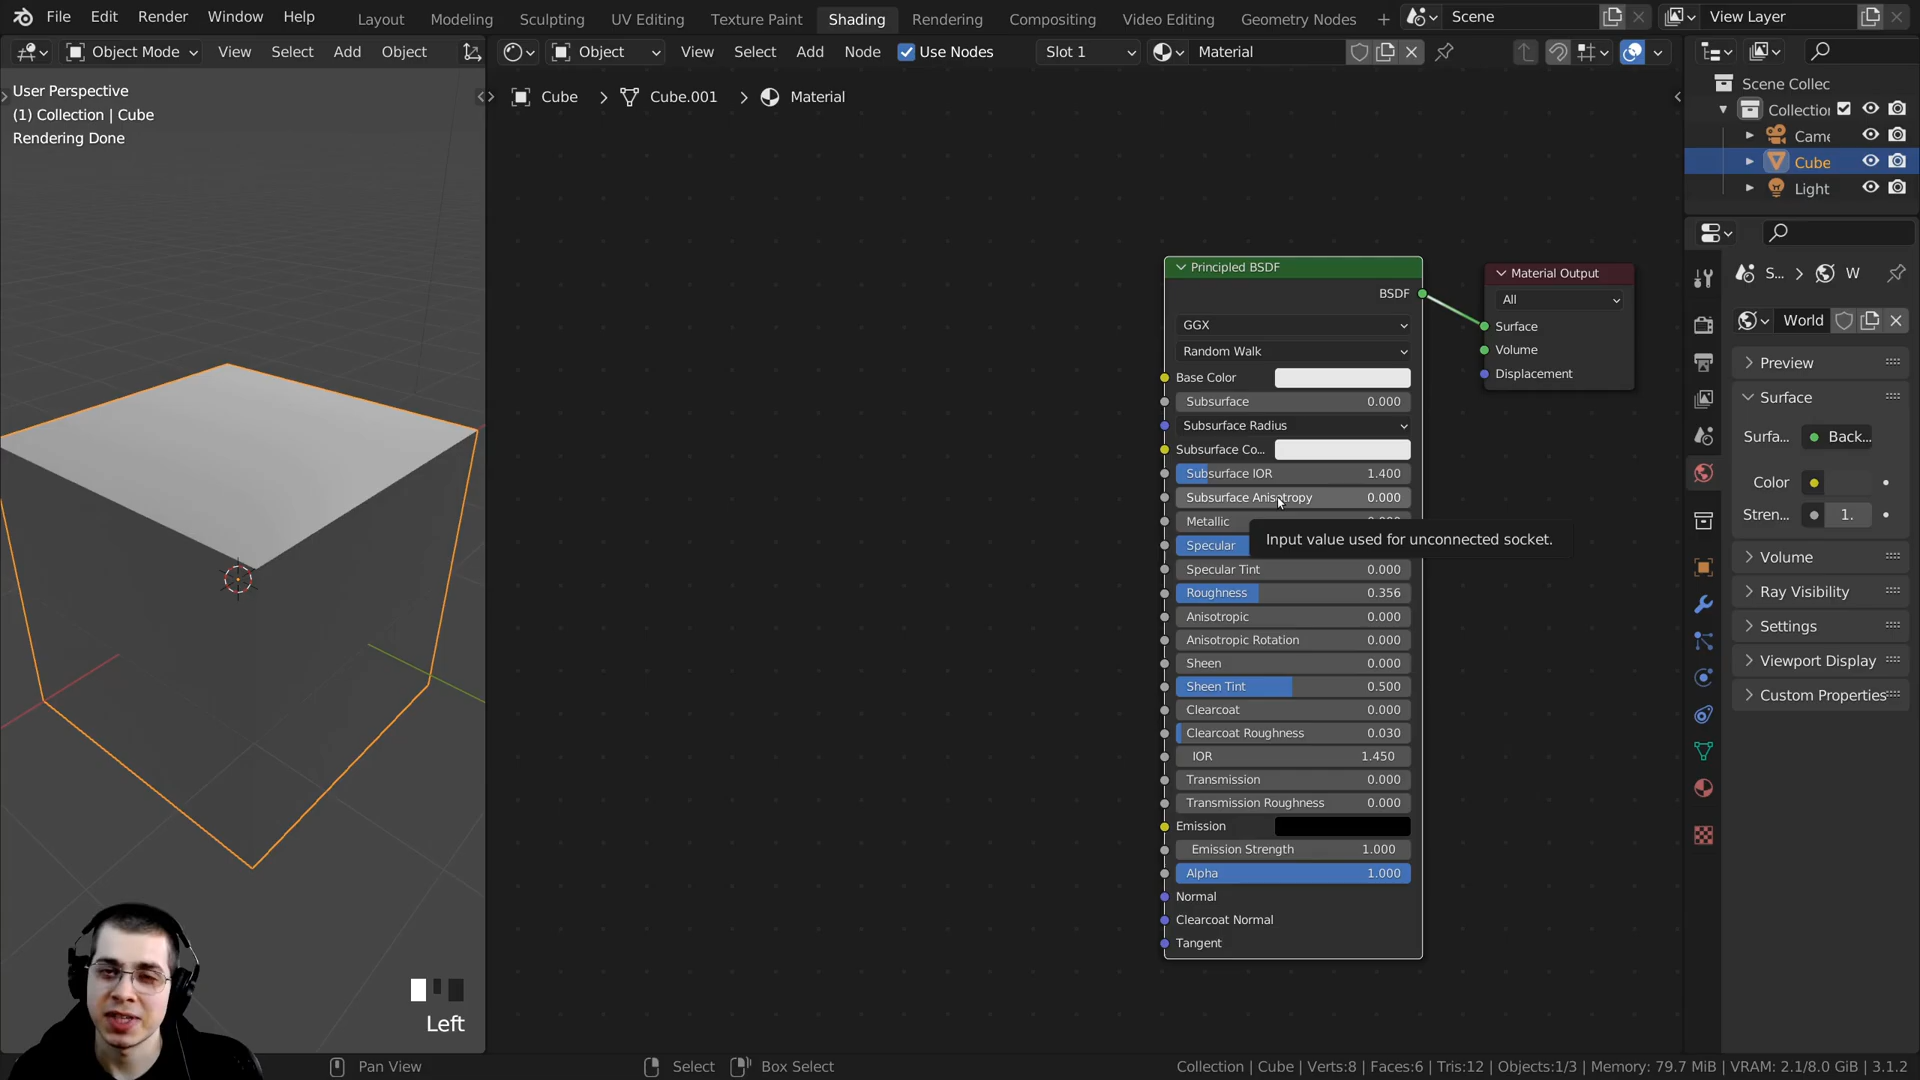 File Edit Render Window Help
Layout Modeling Sculpting UV Editing Texture Paint Shading Rendering Compositing Video Editing Geometry Nodes
Scene
View Layer
Object Mode View Select Add Object
Object View Select Add Node Use Nodes Slot 1 Material
User Perspective
(1) Collection | Cube
Rendering Done
Cube > Cube.001 > Material
Scene Collec
Collection
Came
Cube
Light
Principled BSDF
BSDF
GGX
Random Walk
Base Color
Subsurface 0.000
Subsurface Radius
Subsurface Co...
Subsurface IOR 1.400
Subsurface Anisotropy 0.000
Metallic
Input value used for unconnected socket.
Specular
Specular Tint 0.000
Roughness 0.356
Anisotropic 0.000
Anisotropic Rotation 0.000
Sheen 0.000
Sheen Tint 0.500
Clearcoat 0.000
Clearcoat Roughness 0.030
IOR 1.450
Transmission 0.000
Transmission Roughness 0.000
Emission
Emission Strength 1.000
Alpha 1.000
Normal
Clearcoat Normal
Tangent
Material Output
All
Surface
Volume
Displacement
S... > W
World
Preview
Surface
Surfa... Back...
Color
Stren... 1.
Volume
Ray Visibility
Settings
Viewport Display
Custom Properties
Left
Pan View
Select
Box Select
Collection | Cube | Verts:8 | Faces:6 | Tris:12 | Objects:1/3 | Memory: 79.7 MiB | VRAM: 2.1/8.0 GiB | 3.1.2